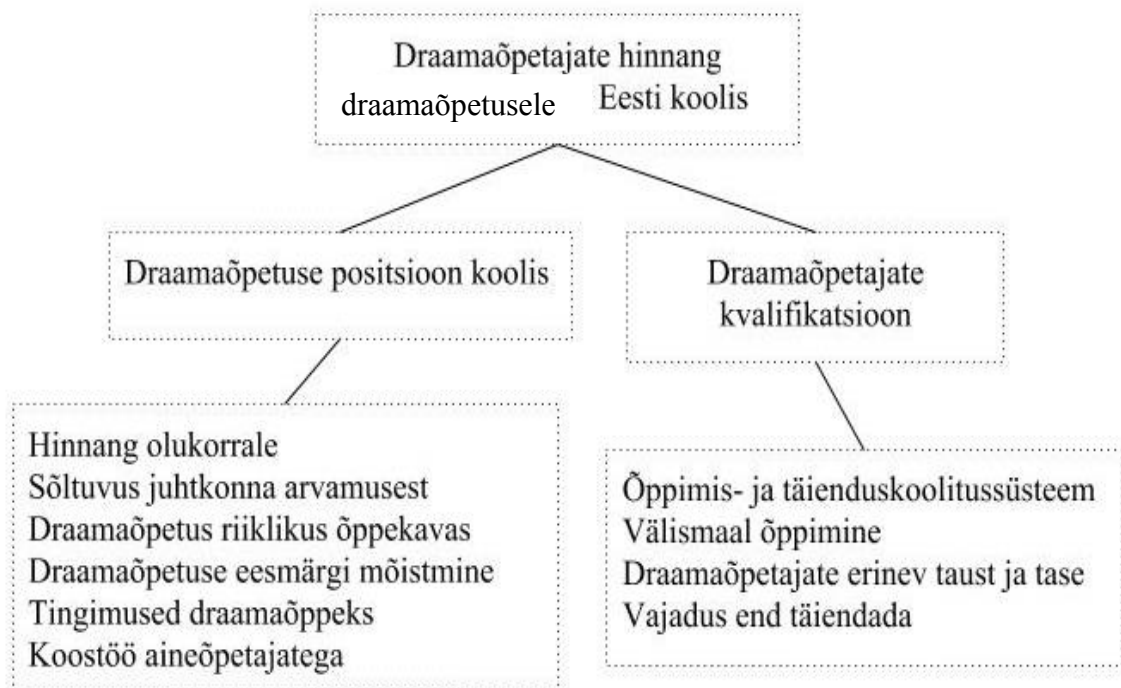 Draamaõpetajate hinnang
draamaõpetusele Eesti koolis
Draamaõpetuse positsioon koolis
Draamaõpetajate
kvalifikatsioon
Hinnang olukorrale
Sõltuvus juhtkonna arvamusest
Draamaõpetus riiklikus õppekavas
Draamaõpetuse eesmärgi mõistmine
Tingimused draamaõppeks
Koostöö aineõpetajatega
Õppimis- ja täienduskoolitussüsteem
Välismaal õppimine
Draamaõpetajate erinev taust ja tase
Vajadus end täiendada